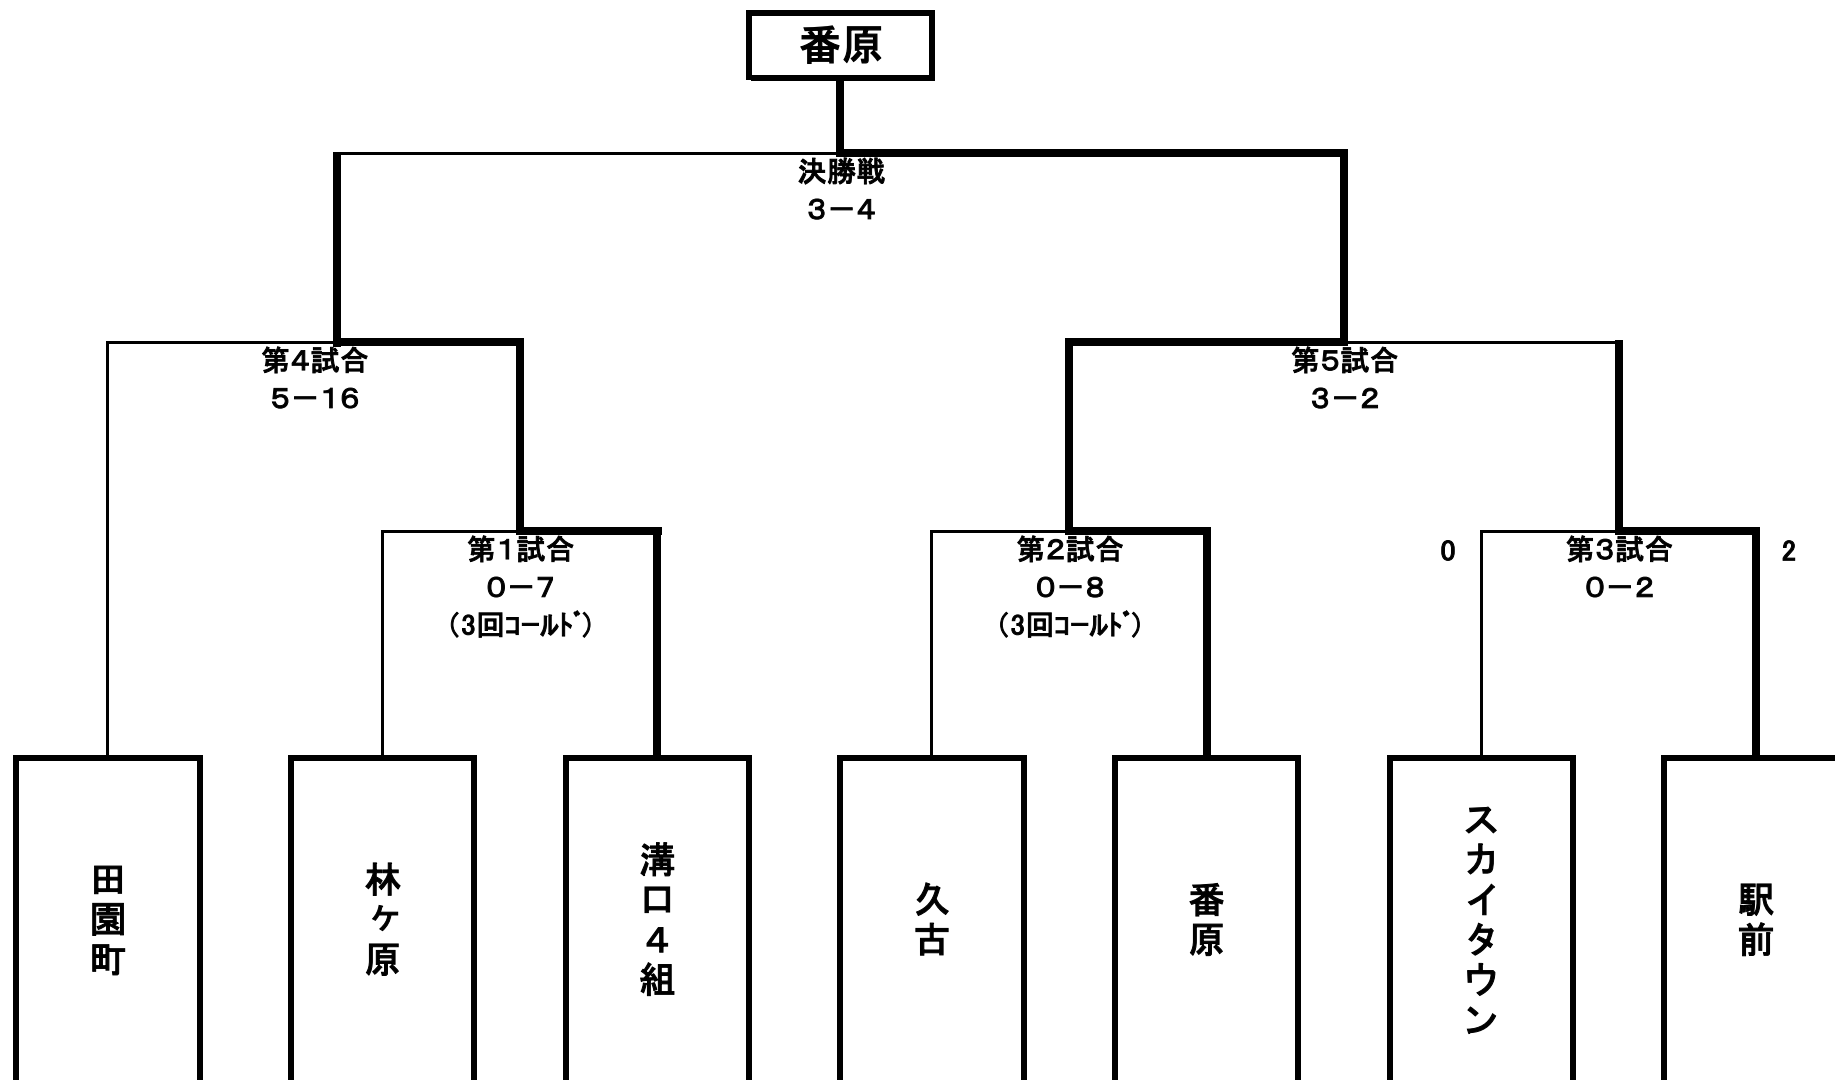 番原
決勝戦
3－4
第4試合
5－16
第5試合
3－2
第1試合
0－7
（3回ｺｰﾙﾄﾞ）
第2試合
0－8
（3回ｺｰﾙﾄﾞ）
0
第3試合
0－2
2
田園町
林ヶ原
溝口4組
久古
番原
スカイタウン
駅前